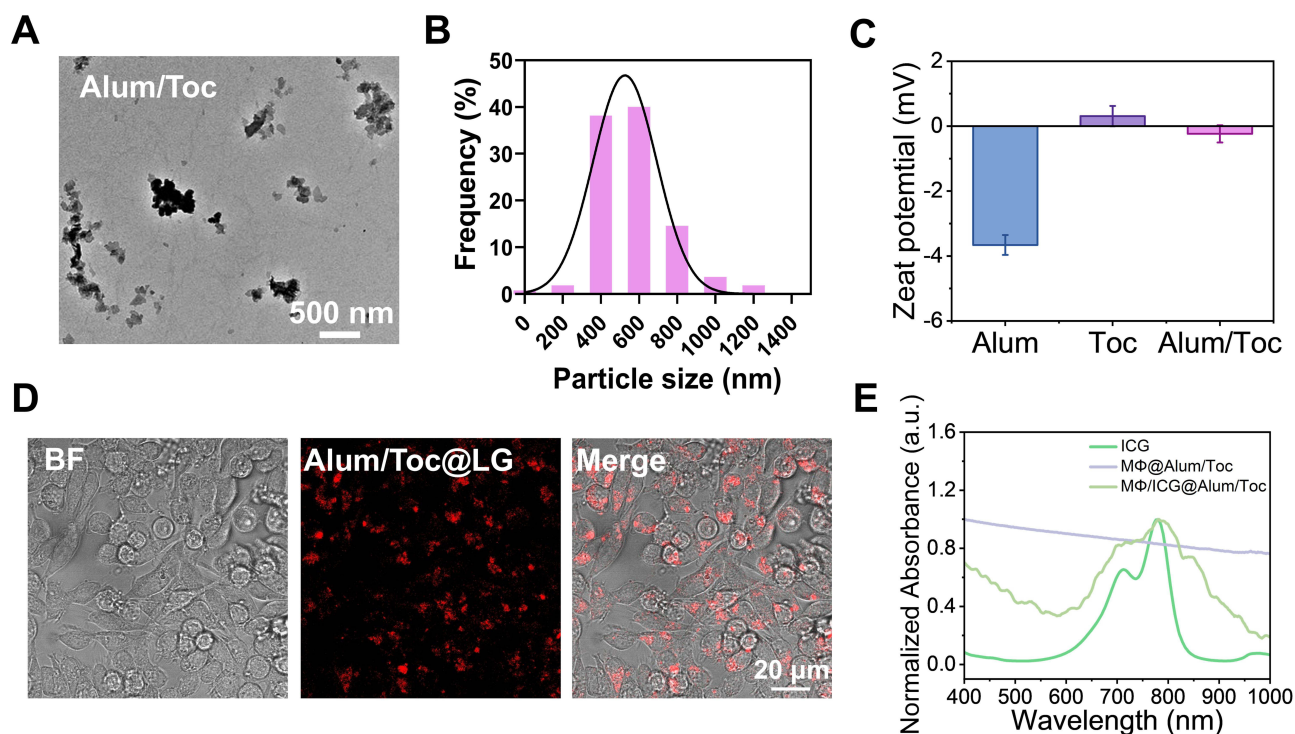 A
Alum/Toc
500 nm
B
Frequency (%)
50
40
30
20
10
0
0
200
400
600
800
1000
1200
1400
Particle size (nm)
C
Zeat potential (mV)
2
0
-2
-4
-6
Alum
Toc
Alum/Toc
D
BF
Alum/Toc@LG
Merge
20 μm
E
Normalized Absorbance (a.u.)
1.6
1.2
0.8
0.4
0.0
ICG
MΦ@Alum/Toc
MΦ/ICG@Alum/Toc
400 500 600 700 800 900 1000
Wavelength (nm)